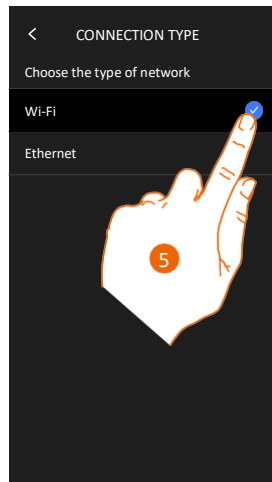 CONNECTION TYPE
Choose the type of network
Wi-Fi
Ethernet
5